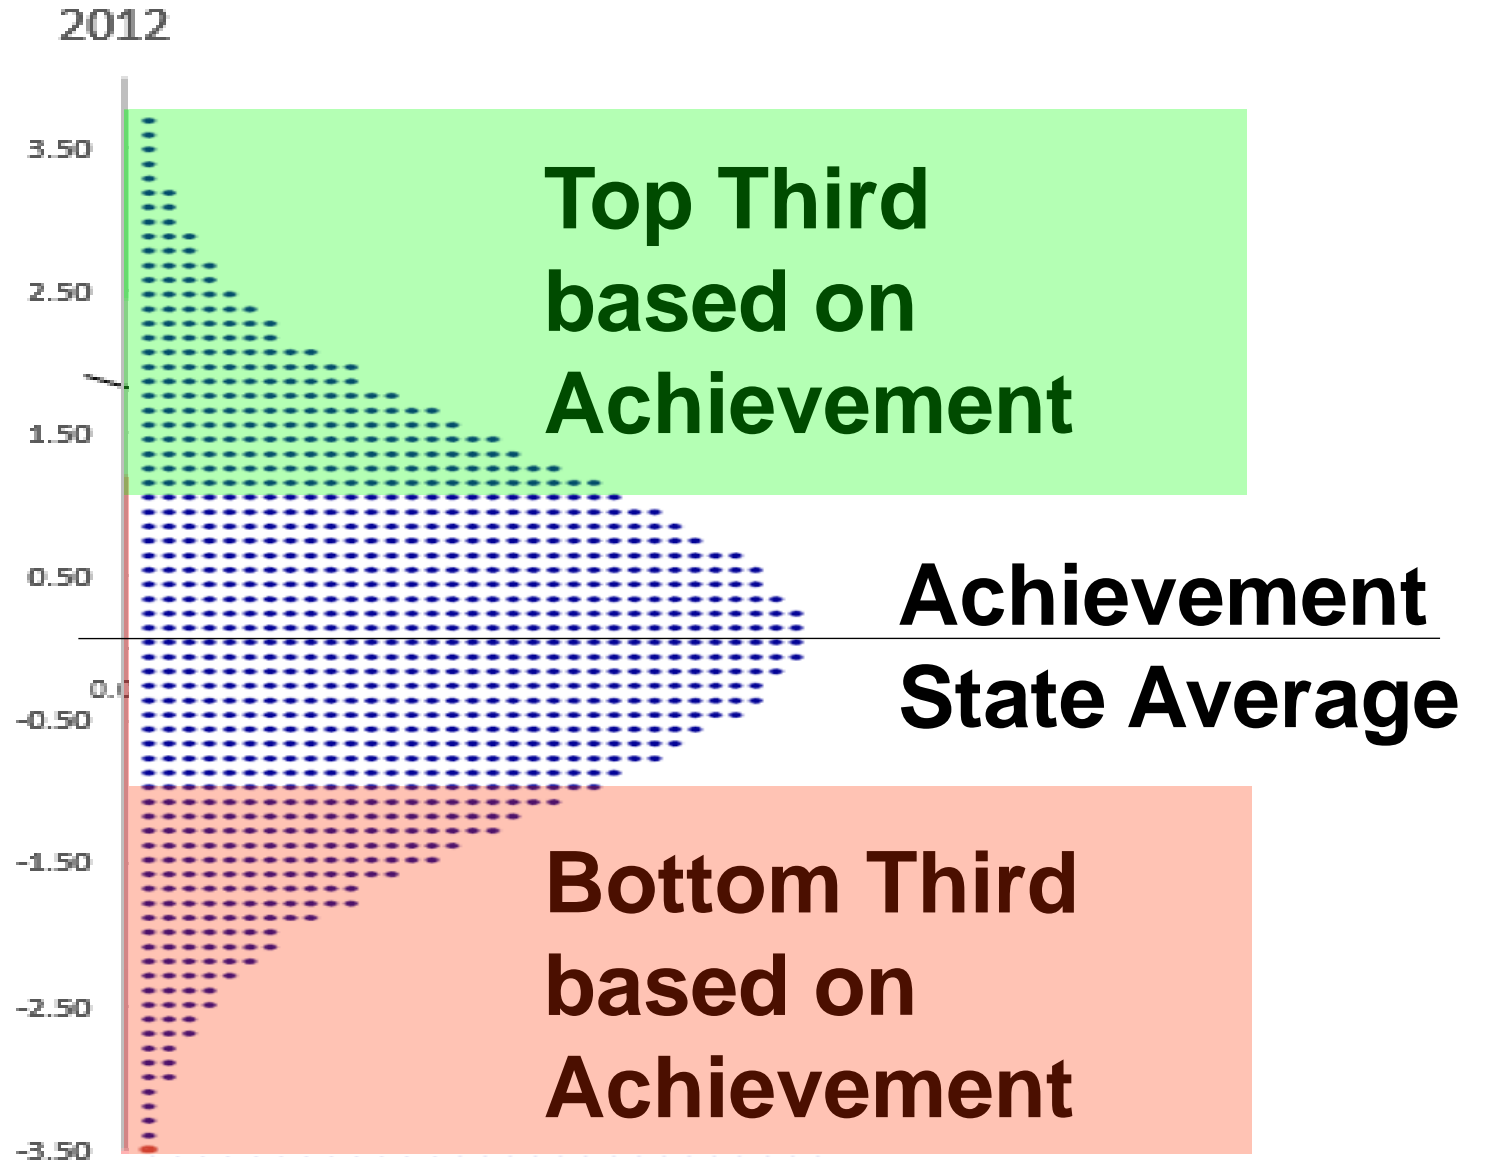 2012
3.50
Top Third
2.50
based on
Achievement
1.50
0.50
Achievement
State Average
-0.50
Bottom Third
-1.50
based on
-2.50
Achievement
-3.50